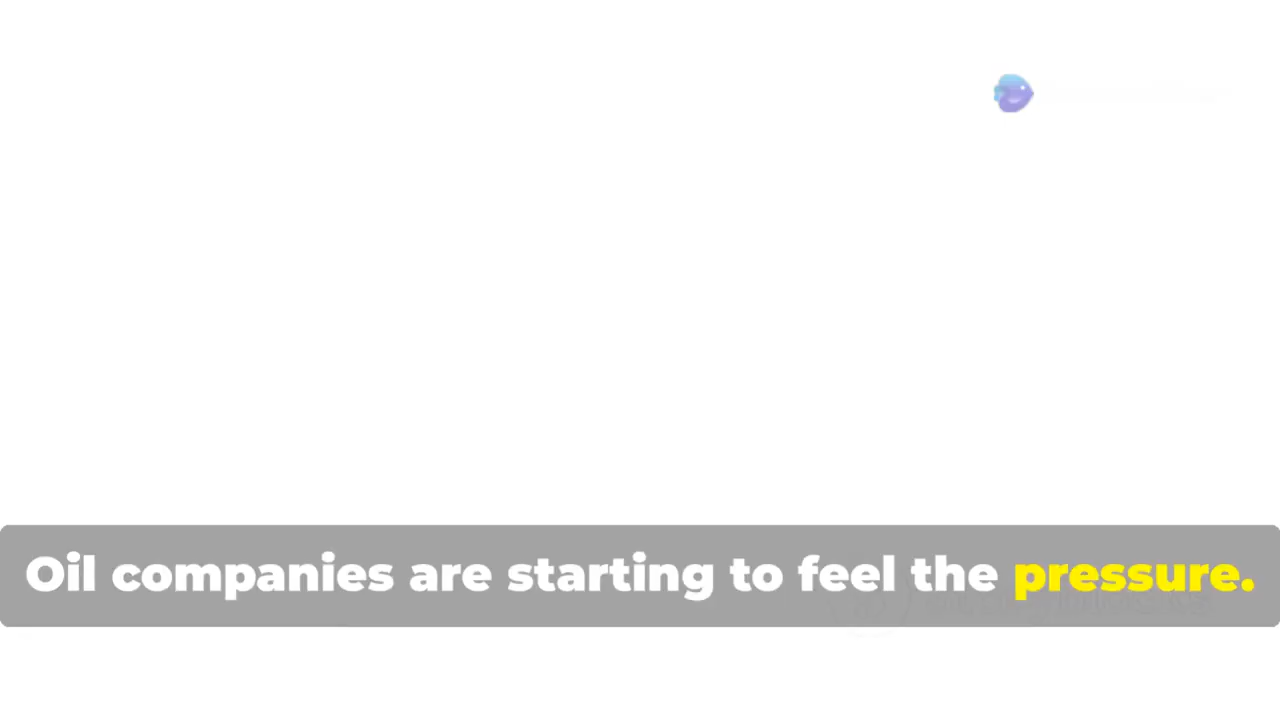 Oil companies are starting to feel the pressure.